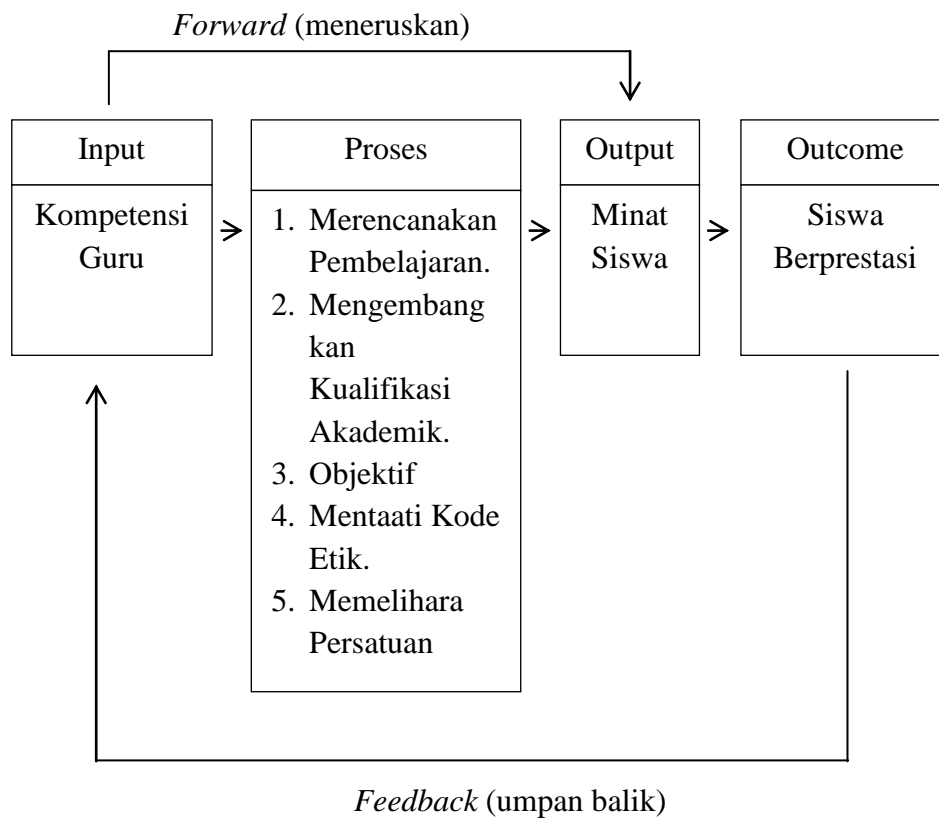 Forward (meneruskan)
Input
Kompetensi
Guru
Proses
1. Merencanakan
Pembelajaran.
2. Mengembang
kan
Kualifikasi
Akademik.
3. Objektif
4. Mentaati Kode
Etik.
5. Memelihara
Persatuan
Output
Minat
Siswa
Outcome
Siswa
Berprestasi
Feedback (umpan balik)